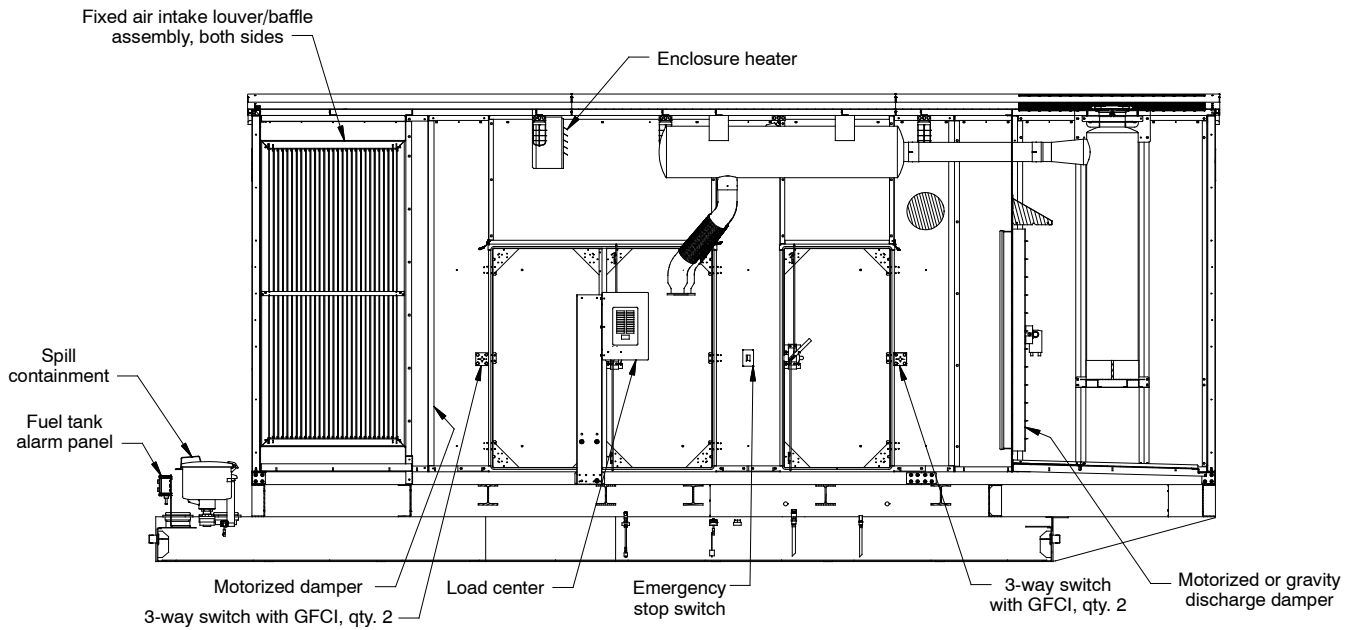 Fixed air intake louver/baffle
assembly, both sides
Enclosure heater
Spill
containment
Fuel tank
alarm panel
Motorized damper
3-way switch with GFCI, qty. 2
Load center
Emergency
stop switch
3-way switch
with GFCI, qty. 2
Motorized or gravity
discharge damper